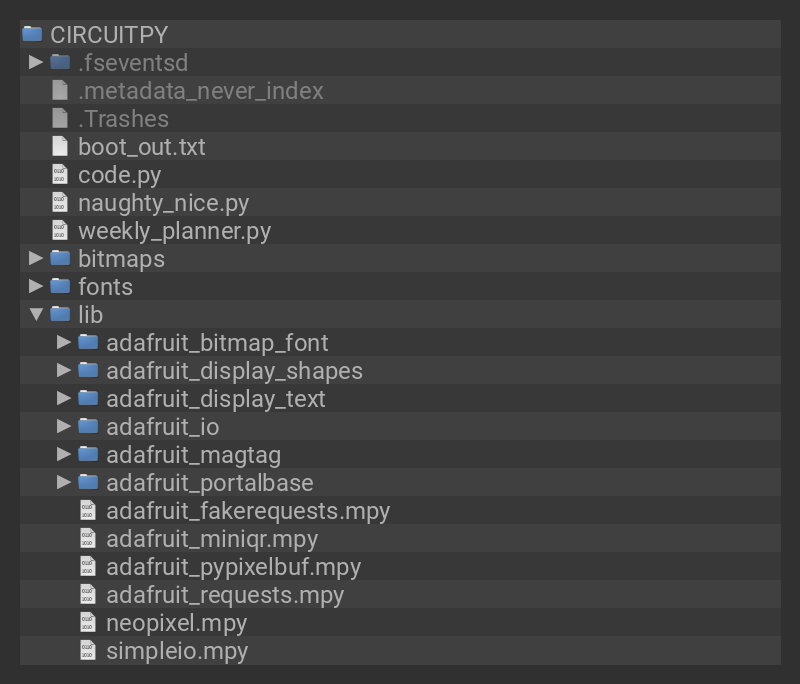 CIRCUITPY
.fseventsd
.metadata_never_index
.Trashes
boot_out.txt
code.py
naughty_nice.py
weekly_planner.py
bitmaps
fonts
lib
adafruit_bitmap_font
adafruit_display_shapes
adafruit_display_text
adafruit_io
adafruit_magtag
adafruit_portalbase
adafruit_fakerequests.mpy
adafruit_miniqr.mpy
adafruit_pypixelbuf.mpy
adafruit_requests.mpy
neopixel.mpy
simpleio.mpy